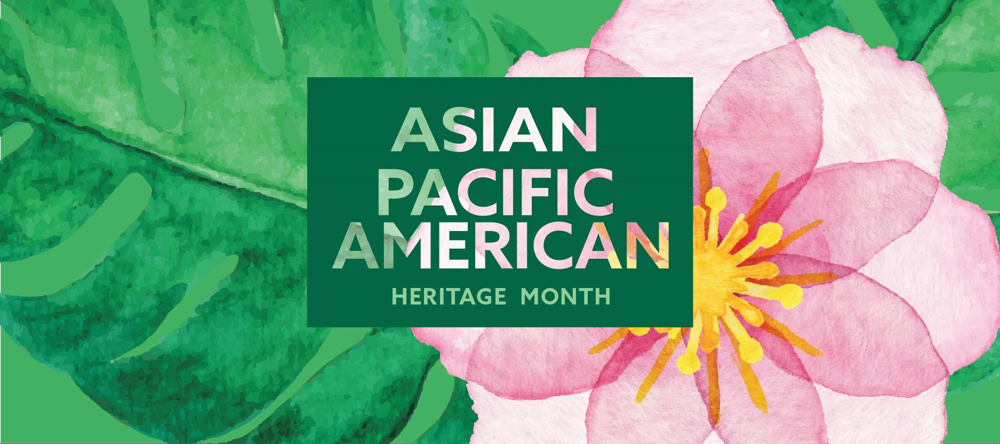 ASIAN
PACIFIC
AMERICAN
HERITAGE MONTH